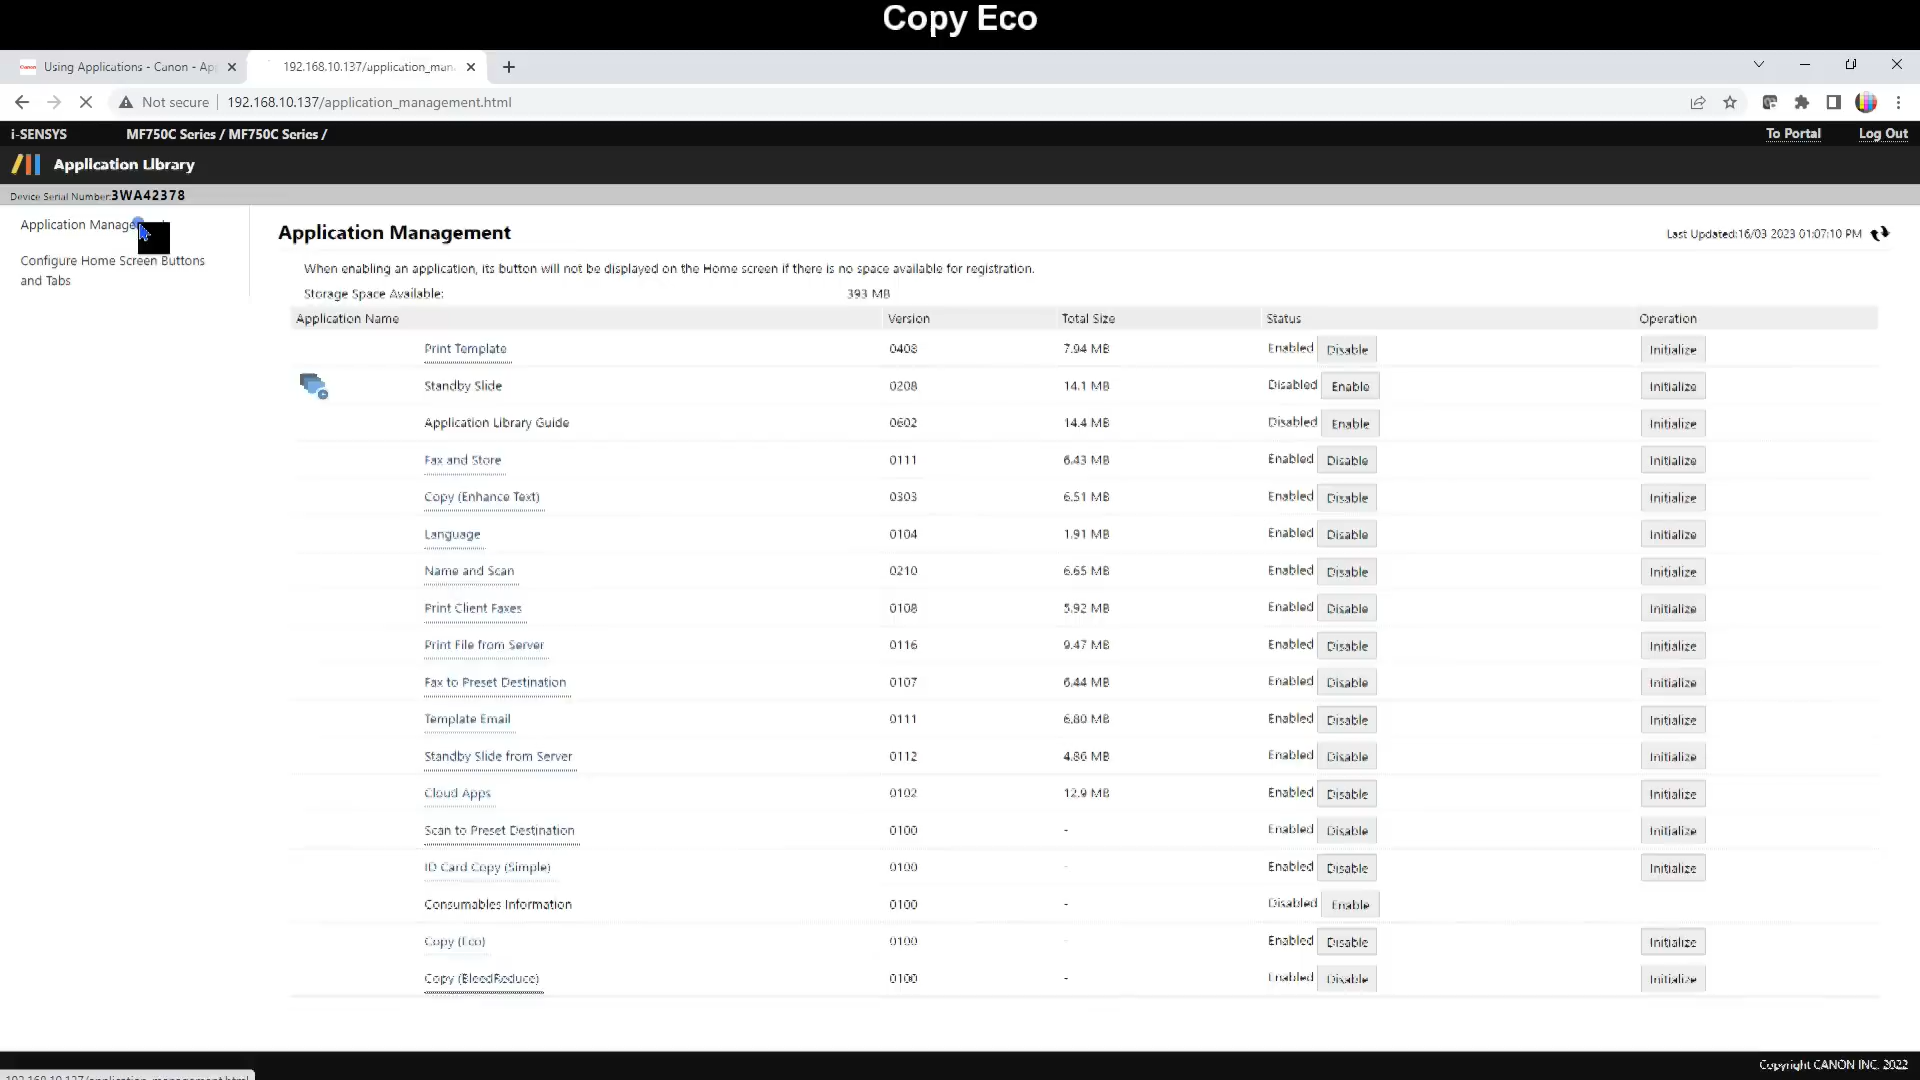 Copy Eco
Using Applications - Canon - Ap
192.168.10.137/application_man
Not secure
192.168.10.137/application_management.html
i-SENSYS
MF750C Series / MF750C Series /
To Portal
Log Out
Application Library
Device Serial Number:3WA42378
Application Manage
Configure Home Screen Buttons
and Tabs
Application Management
Last Updated:16/03 2023 01:07:10 PM
When enabling an application, its button will not be displayed on the Home screen if there is no space available for registration.
Storage Space Available: 393 MB
Application Name Version Total Size Status Operation
Print Template 0408 7.94 MB Enabled Disable Initialize
Standby Slide 0208 14.1 MB Disabled Enable Initialize
Application Library Guide 0602 14.4 MB Disabled Enable Initialize
Fax and Store 0111 6.43 MB Enabled Disable Initialize
Copy (Enhance Text) 0303 6.51 MB Enabled Disable Initialize
Language 0104 1.91 MB Enabled Disable Initialize
Name and Scan 0210 6.65 MB Enabled Disable Initialize
Print Client Faxes 0108 5.92 MB Enabled Disable Initialize
Print File from Server 0116 9.47 MB Enabled Disable Initialize
Fax to Preset Destination 0107 6.44 MB Enabled Disable Initialize
Template Email 0111 6.80 MB Enabled Disable Initialize
Standby Slide from Server 0112 4.86 MB Enabled Disable Initialize
Cloud Apps 0102 12.9 MB Enabled Disable Initialize
Scan to Preset Destination 0100 - Enabled Disable Initialize
ID Card Copy (Simple) 0100 - Enabled Disable Initialize
Consumables Information 0100 - Disabled Enable
Copy (Eco) 0100 - Enabled Disable Initialize
Copy (BleedReduce) 0100 - Enabled Disable Initialize
Copyright CANON INC. 2022
192.168.10.137/application_management.html